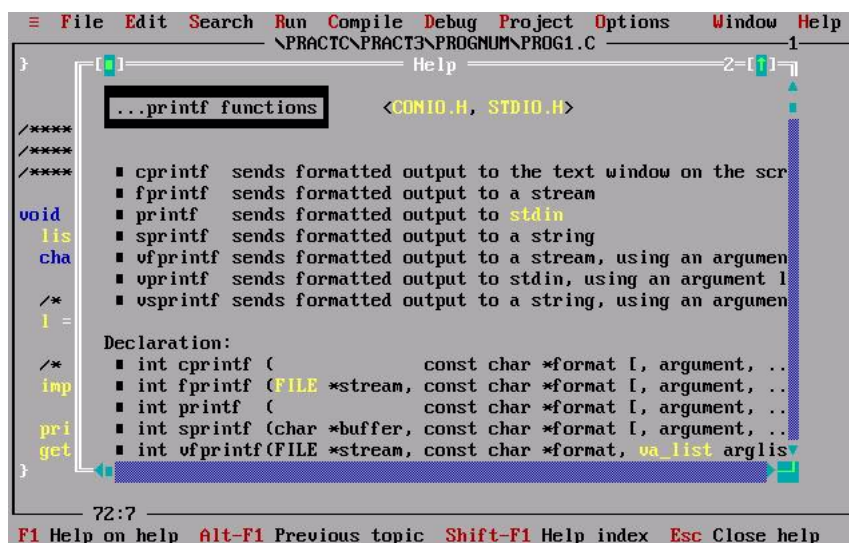 ≡ File Edit Search Run Compile Debug Project Options Window Help
\PRACTC\PRACT3\PROGNUM\PROG1.C 1
} [■] Help 2=[↑]
...printf functions <CONIO.H, STDIO.H>
/****
/****
/**** ■ cprintf sends formatted output to the text window on the scr
■ fprintf sends formatted output to a stream
void ■ printf sends formatted output to stdin
lis ■ sprintf sends formatted output to a string
cha ■ vfprintf sends formatted output to a stream, using an argumen
■ vprintf sends formatted output to stdin, using an argument l
/* ■ vsprintf sends formatted output to a string, using an argumen
l =
Declaration:
/* ■ int cprintf ( const char *format [, argument, ..
imp ■ int fprintf (FILE *stream, const char *format [, argument, ..
■ int printf ( const char *format [, argument, ..
pri ■ int sprintf (char *buffer, const char *format [, argument, ..
get ■ int vfprintf(FILE *stream, const char *format, va_list arglis
}
72:7
F1 Help on help Alt-F1 Previous topic Shift-F1 Help index Esc Close help